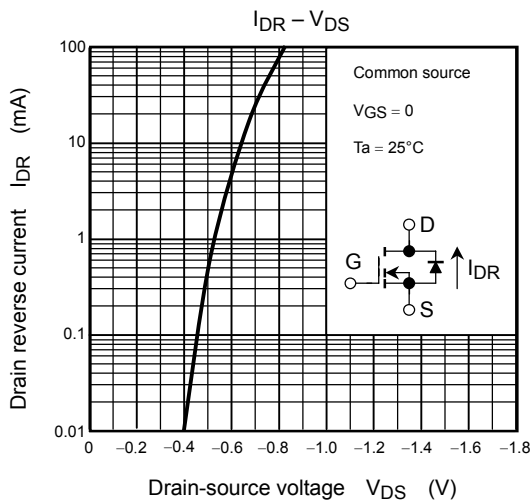 IDR – VDS
Drain reverse current IDR (mA)
100
10
1
0.1
0.01
Common source
VGS = 0
Ta = 25°C
D
G
IDR
S
0 −0.2 −0.4 −0.6 −0.8 −1.0 −1.2 −1.4 −1.6 −1.8
Drain-source voltage VDS (V)